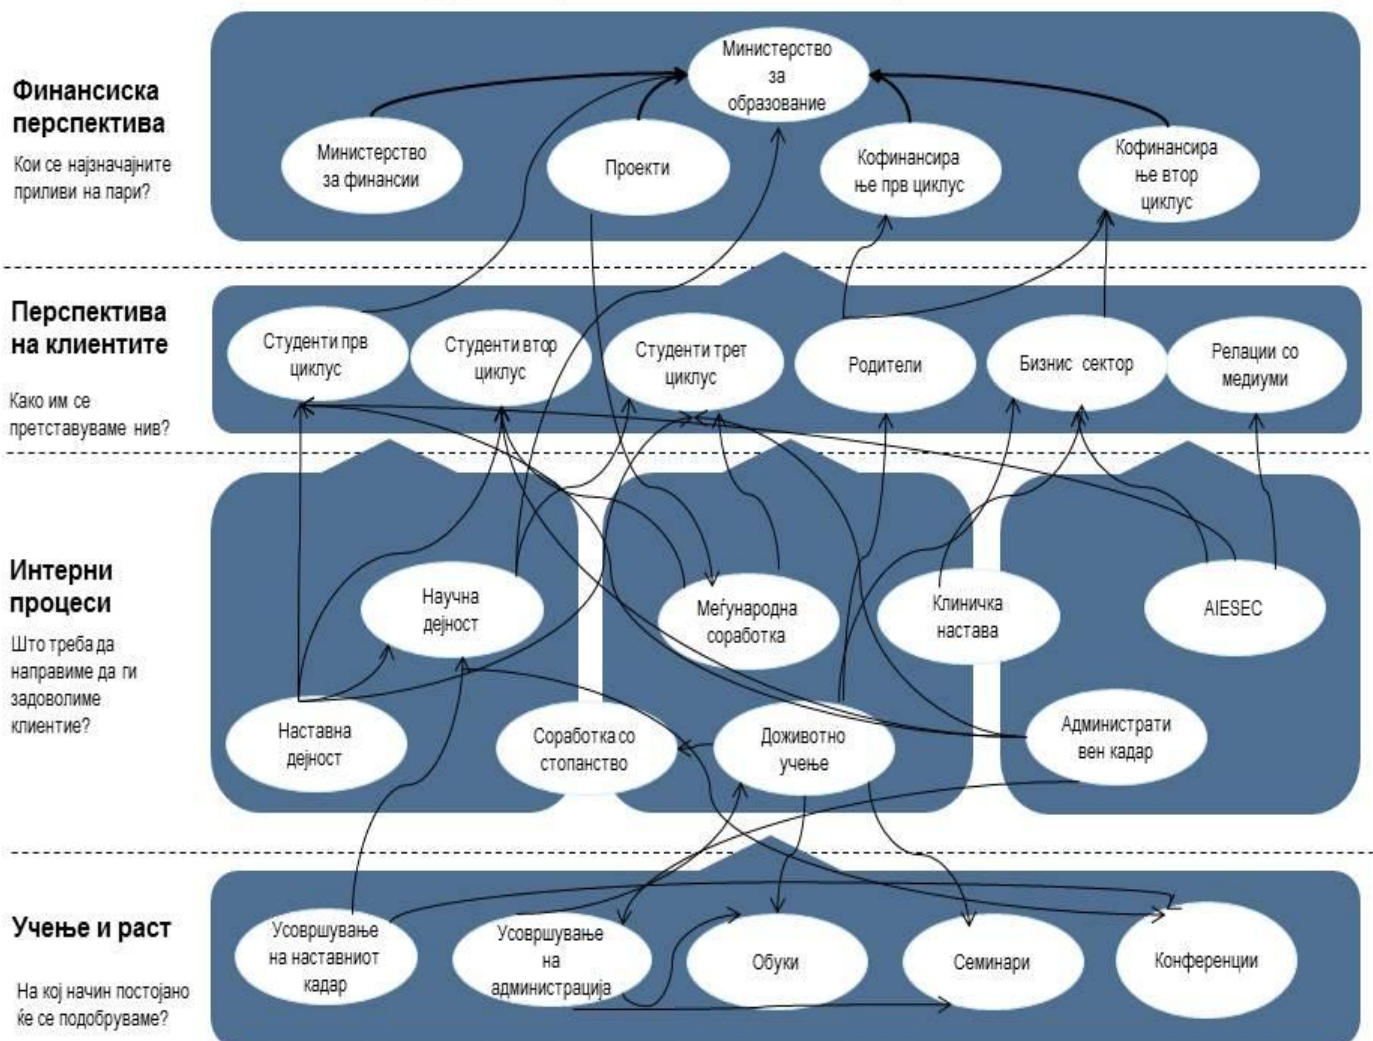 Финансиска
перспектива
Кои се најзначајните
приливи на пари?
Министерство
за
образование
Министерство
за финансии
Проекти
Кофинансира
ње прв циклус
Кофинансира
ње втор
циклус
Перспектива
на клиентите
Како им се
претставуваме нив?
Студенти прв
циклус
Студенти втор
циклус
Студенти трет
циклус
Родители
Бизнис сектор
Релации со
медиуми
Интерни
процеси
Што треба да
направиме да ги
задоволиме
клиентие?
Научна
дејност
Меѓународна
соработка
Клиничка
настава
AIESEC
Наставна
дејност
Соработка со
стопанство
Доживотно
учење
Администрати
вен кадар
Учење и раст
На кој начин постојано
ќе се подобруваме?
Усовршување
на наставниот
кадар
Усовршување
на
администрација
Обуки
Семинари
Конференции